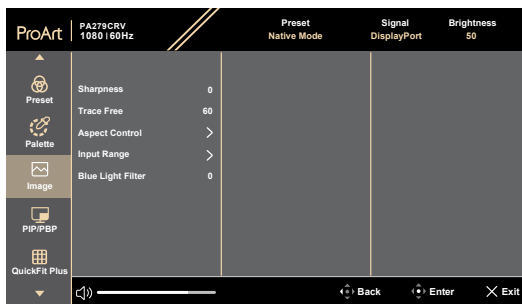 ProArt
PA279CRV
1080 60Hz
Preset
Native Mode
Signal
DisplayPort
Brightness
50
Preset
Palette
Image
PIP/PBP
QuickFit Plus
Sharpness 0
Trace Free 60
Aspect Control >
Input Range >
Blue Light Filter 0
Back
Enter
Exit